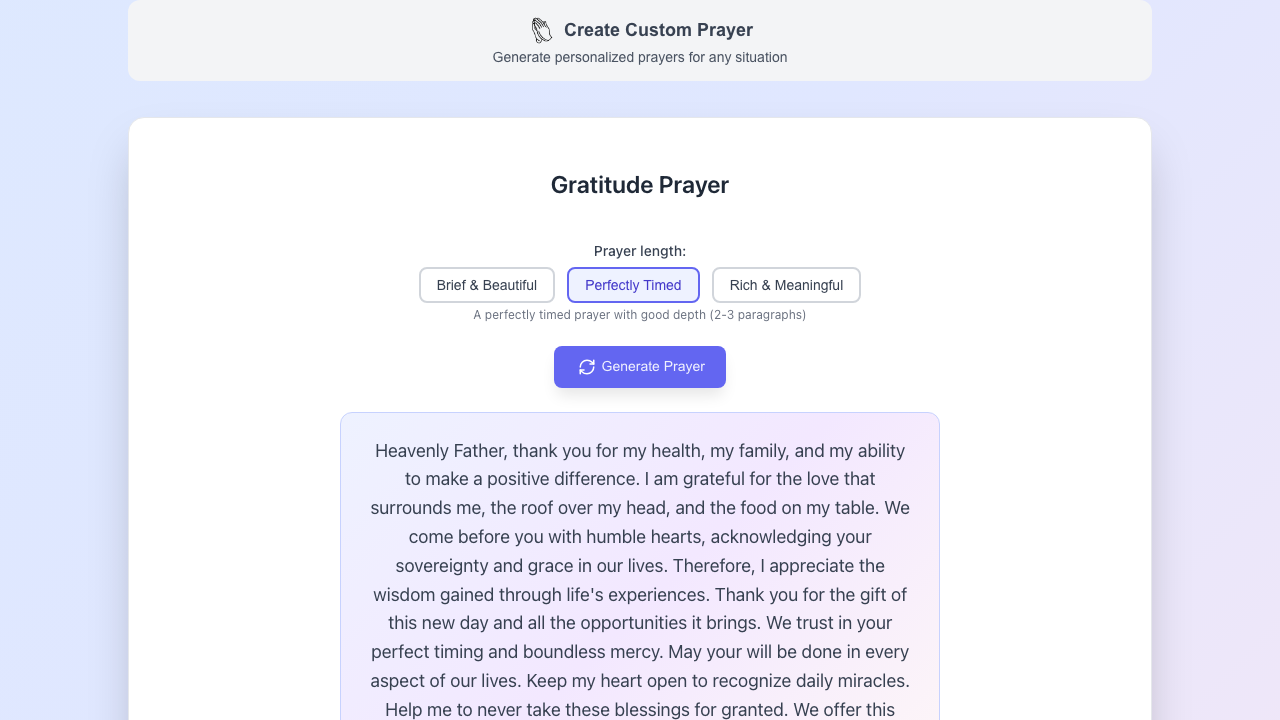 Create Custom Prayer
Generate personalized prayers for any situation
Gratitude Prayer
Prayer length:
Brief & Beautiful
Perfectly Timed
Rich & Meaningful
A perfectly timed prayer with good depth (2-3 paragraphs)
Generate Prayer
Heavenly Father, thank you for my health, my family, and my ability
to make a positive difference. I am grateful for the love that
surrounds me, the roof over my head, and the food on my table. We
come before you with humble hearts, acknowledging your
sovereignty and grace in our lives. Therefore, I appreciate the
wisdom gained through life's experiences. Thank you for the gift of
this new day and all the opportunities it brings. We trust in your
perfect timing and boundless mercy. May your will be done in every
aspect of our lives. Keep my heart open to recognize daily miracles.
Help me to never take these blessings for granted. We offer this